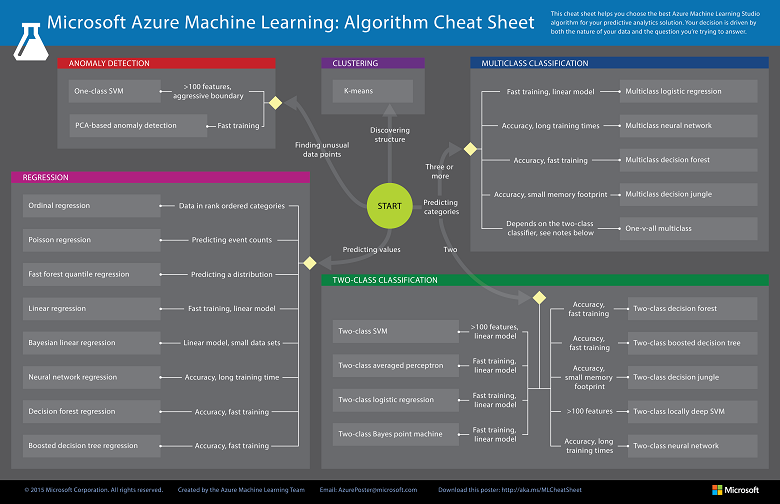 Microsoft Azure Machine Learning: Algorithm Cheat Sheet
This cheat sheet helps you choose the best Azure Machine Learning Studio
algorithm for your predictive analytics solution. Your decision is driven by
both the nature of your data and the question you're trying to answer.
ANOMALY DETECTION
One-class SVM
>100 features,
aggressive boundary
PCA-based anomaly detection
Fast training
CLUSTERING
K-means
MULTICLASS CLASSIFICATION
Fast training, linear model
Multiclass logistic regression
Accuracy, long training times
Multiclass neural network
Accuracy, fast training
Multiclass decision forest
Accuracy, small memory footprint
Multiclass decision jungle
Depends on the two-class
classifier, see notes below
One-v-all multiclass
Finding unusual
data points
Discovering
structure
Three or
more
START
Predicting
categories
Predicting values
Two
REGRESSION
Ordinal regression
Data in rank ordered categories
Poisson regression
Predicting event counts
Fast forest quantile regression
Predicting a distribution
Linear regression
Fast training, linear model
Bayesian linear regression
Linear model, small data sets
Neural network regression
Accuracy, long training time
Decision forest regression
Accuracy, fast training
Boosted decision tree regression
Accuracy, fast training
TWO-CLASS CLASSIFICATION
Two-class SVM
>100 features,
linear model
Two-class averaged perceptron
Fast training,
linear model
Two-class logistic regression
Fast training,
linear model
Two-class Bayes point machine
Fast training,
linear model
Accuracy,
fast training
Two-class decision forest
Accuracy,
fast training
Two-class boosted decision tree
Accuracy,
small memory
footprint
Two-class decision jungle
>100 features
Two-class locally deep SVM
Accuracy, long
training times
Two-class neural network
© 2015 Microsoft Corporation. All rights reserved.
Created by the Azure Machine Learning Team
Email: AzurePoster@microsoft.com
Download this poster: http://aka.ms/MLCheatSheet
Microsoft